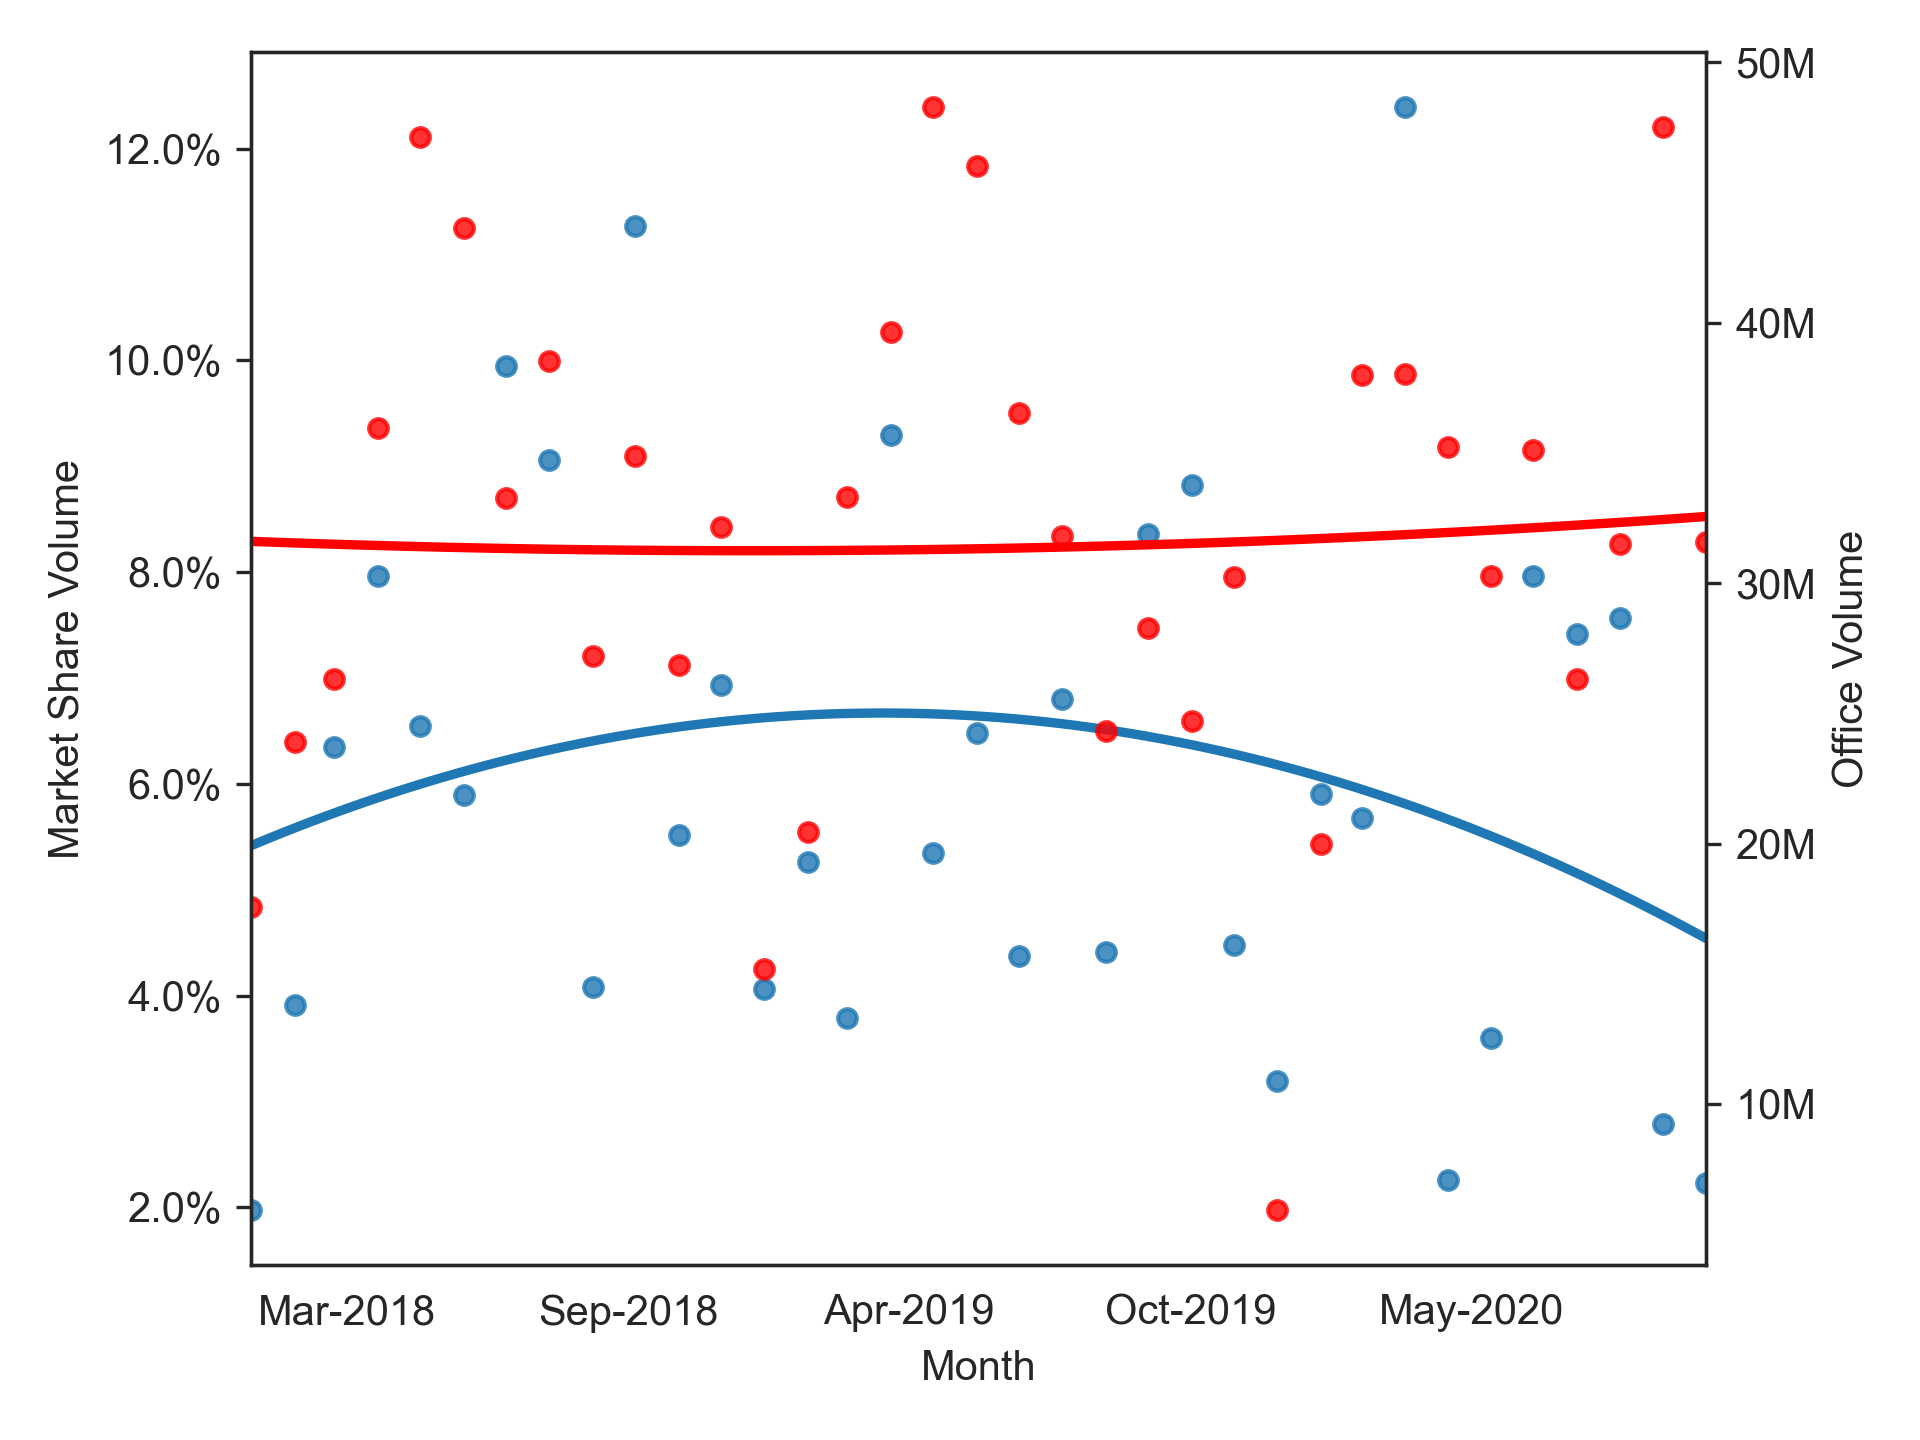 Market Share Volume
12.0%
10.0%
8.0%
6.0%
4.0%
2.0%
50M
40M
30M
20M
10M
Office Volume
Mar-2018
Sep-2018
Apr-2019
Oct-2019
May-2020
Month